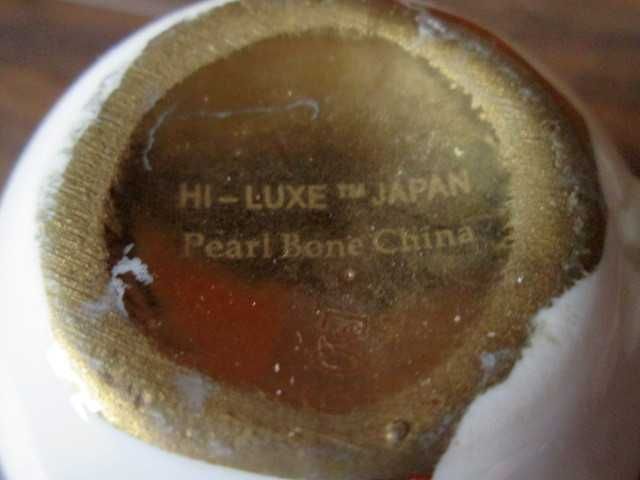 HI-LUXE ™ JAPAN
Pearl Bone China